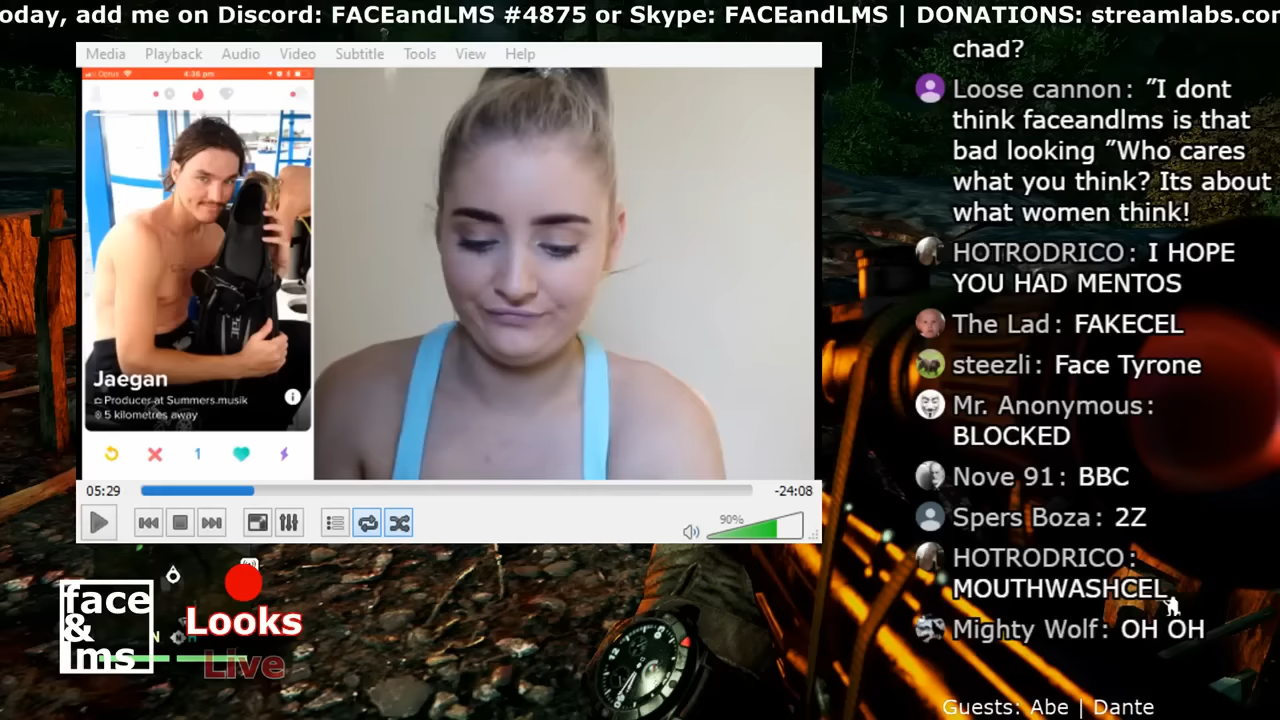 oday, add me on Discord: FACEandLMS #4875 or Skype: FACEandLMS | DONATIONS: streamlabs.com
Media Playback Audio Video Subtitle Tools View Help
Optus 4:36 pm
Jaegan
Producer at Summers.musik
5 kilometres away
1
05:29
-24:08
90%
chad?
Loose cannon: "I dont
think faceandlms is that
bad looking "Who cares
what you think? Its about
what women think!
HOTRODRICO: I HOPE
YOU HAD MENTOS
The Lad: FAKECEL
steezli: Face Tyrone
Mr. Anonymous:
BLOCKED
Nove 91: BBC
Spers Boza: 2Z
HOTRODRICO:
MOUTHWASHCEL
Mighty Wolf: OH OH
face
&
lms
Looks
Live
Guests: Abe | Dante